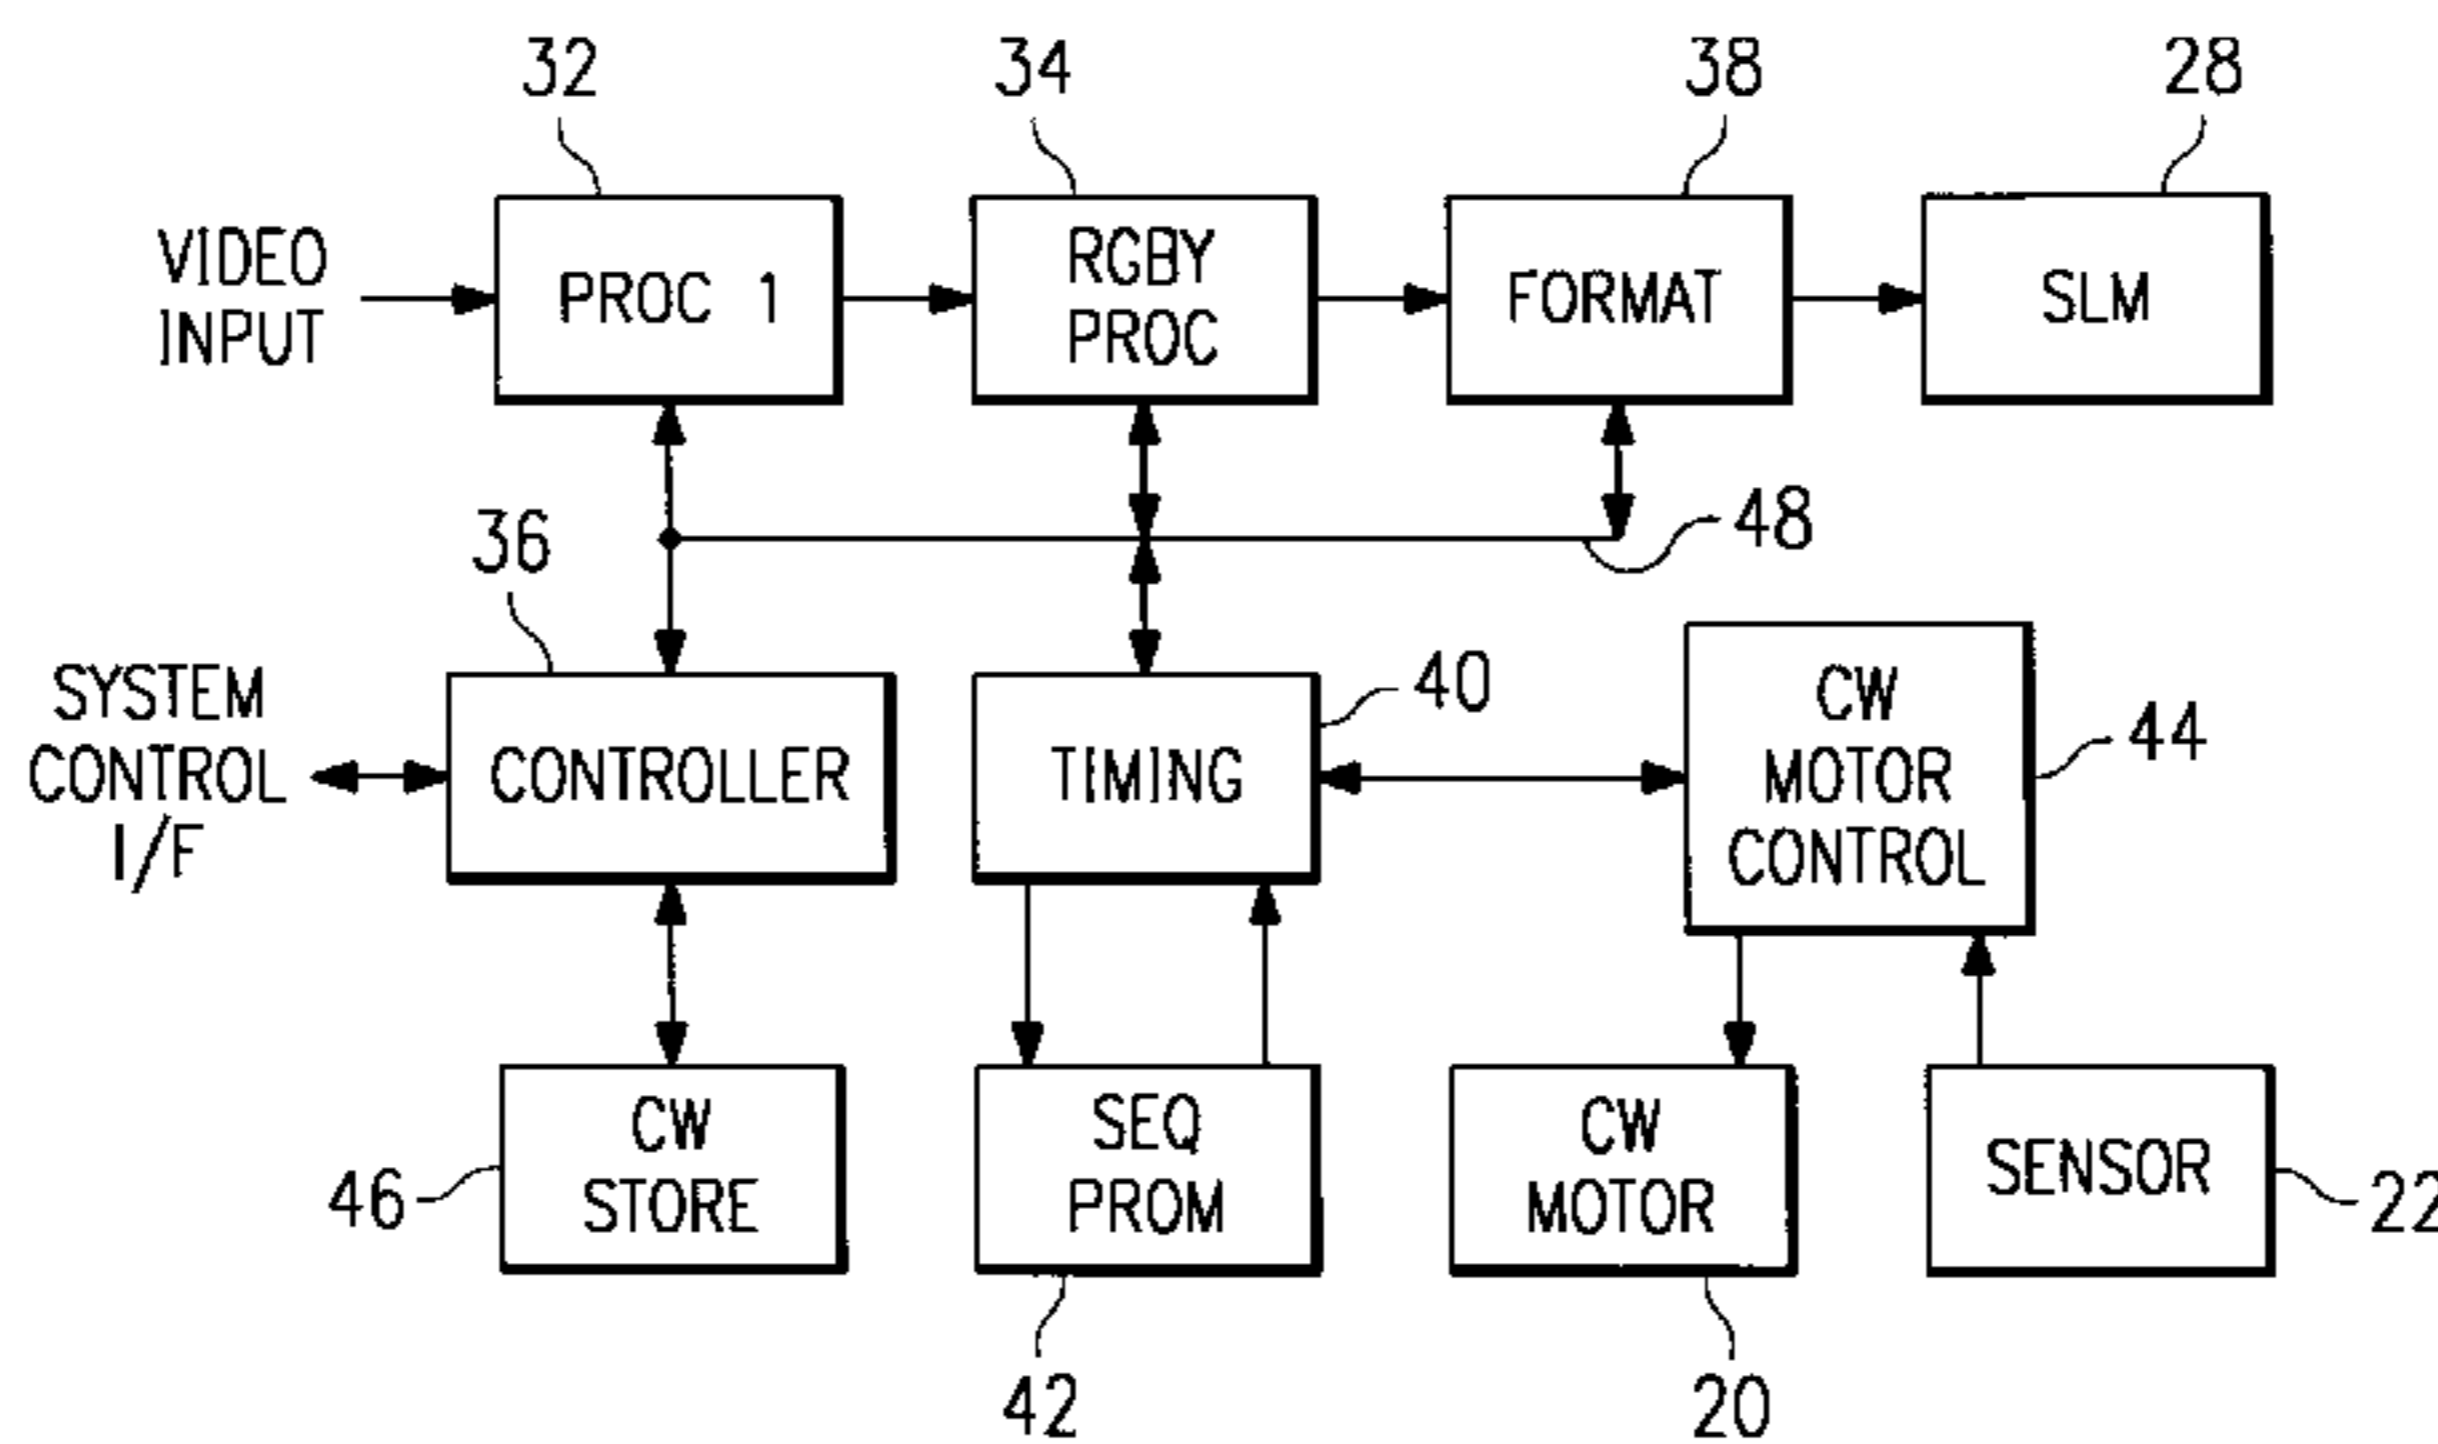 32
34
38
28
VIDEO
INPUT
PROC 1
RGBY
PROC
FORMAT
SLM
48
36
SYSTEM
CONTROL
I/F
CONTROLLER
TIMING
40
CW
MOTOR
CONTROL
44
46
CW
STORE
SEQ
PROM
CW
MOTOR
SENSOR
22
42
20